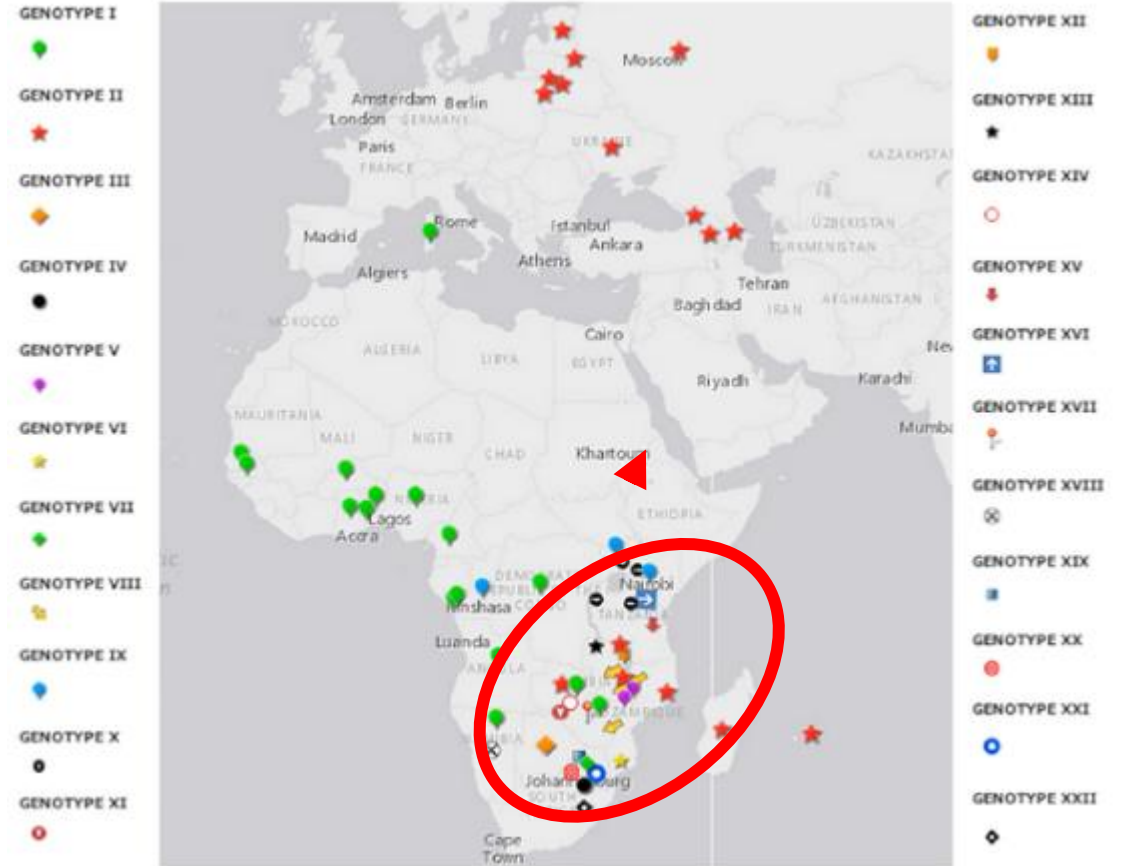 GENOTYPE I
GENOTYPE II
GENOTYPE III
GENOTYPE IV
GENOTYPE V
GENOTYPE VI
GENOTYPE VII
GENOTYPE VIII
GENOTYPE IX
GENOTYPE X
GENOTYPE XI
Moscow
Amsterdam
Berlin
London
GERMANY
Paris
UKRAINE
FRANCE
KAZAKHSTA
Rome
Madrid
Istanbul
Ankara
UZBEKISTAN
TURKMENISTAN
Athens
Algiers
Tehran
Baghdad
IRAN
AFGHANISTAN
MOROCCO
Cairo
ALGERIA
LIBYA
EGYPT
Riyadh
Karachi
MAURITANIA
MALI
NIGER
CHAD
Khartoum
Mumba
NIGERIA
Lagos
Accra
ETHIOPIA
Nairobi
Kinshasa
TANZANIA
Luanda
ANGOLA
MOZAMBIQUE
Johannesburg
SOUTH
Cape
Town
GENOTYPE XII
GENOTYPE XIII
GENOTYPE XIV
GENOTYPE XV
GENOTYPE XVI
GENOTYPE XVII
GENOTYPE XVIII
GENOTYPE XIX
GENOTYPE XX
GENOTYPE XXI
GENOTYPE XXII